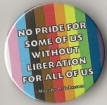 NO PRIDE FOR
SOME OF US
WITHOUT
LIBERATION
FOR ALL OF US